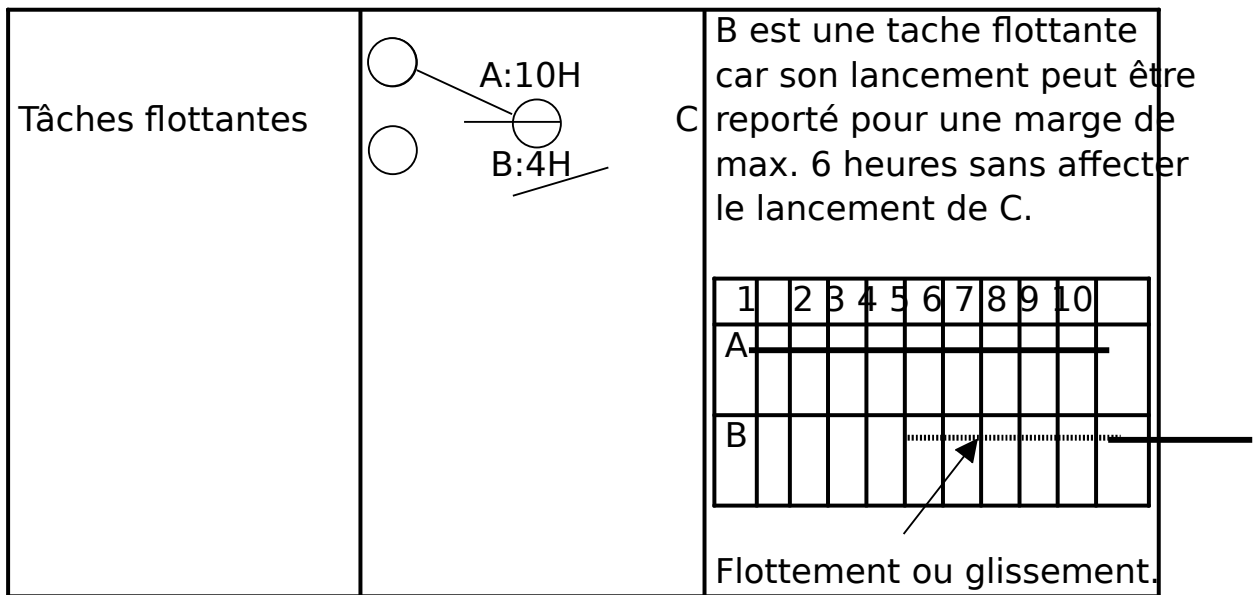 Tâches flottantes
A:10H
C
B:4H
B est une tache flottante
car son lancement peut être
reporté pour une marge de
max. 6 heures sans affecter
le lancement de C.
1 2 3 4 5 6 7 8 9 10
A
B
Flottement ou glissement.